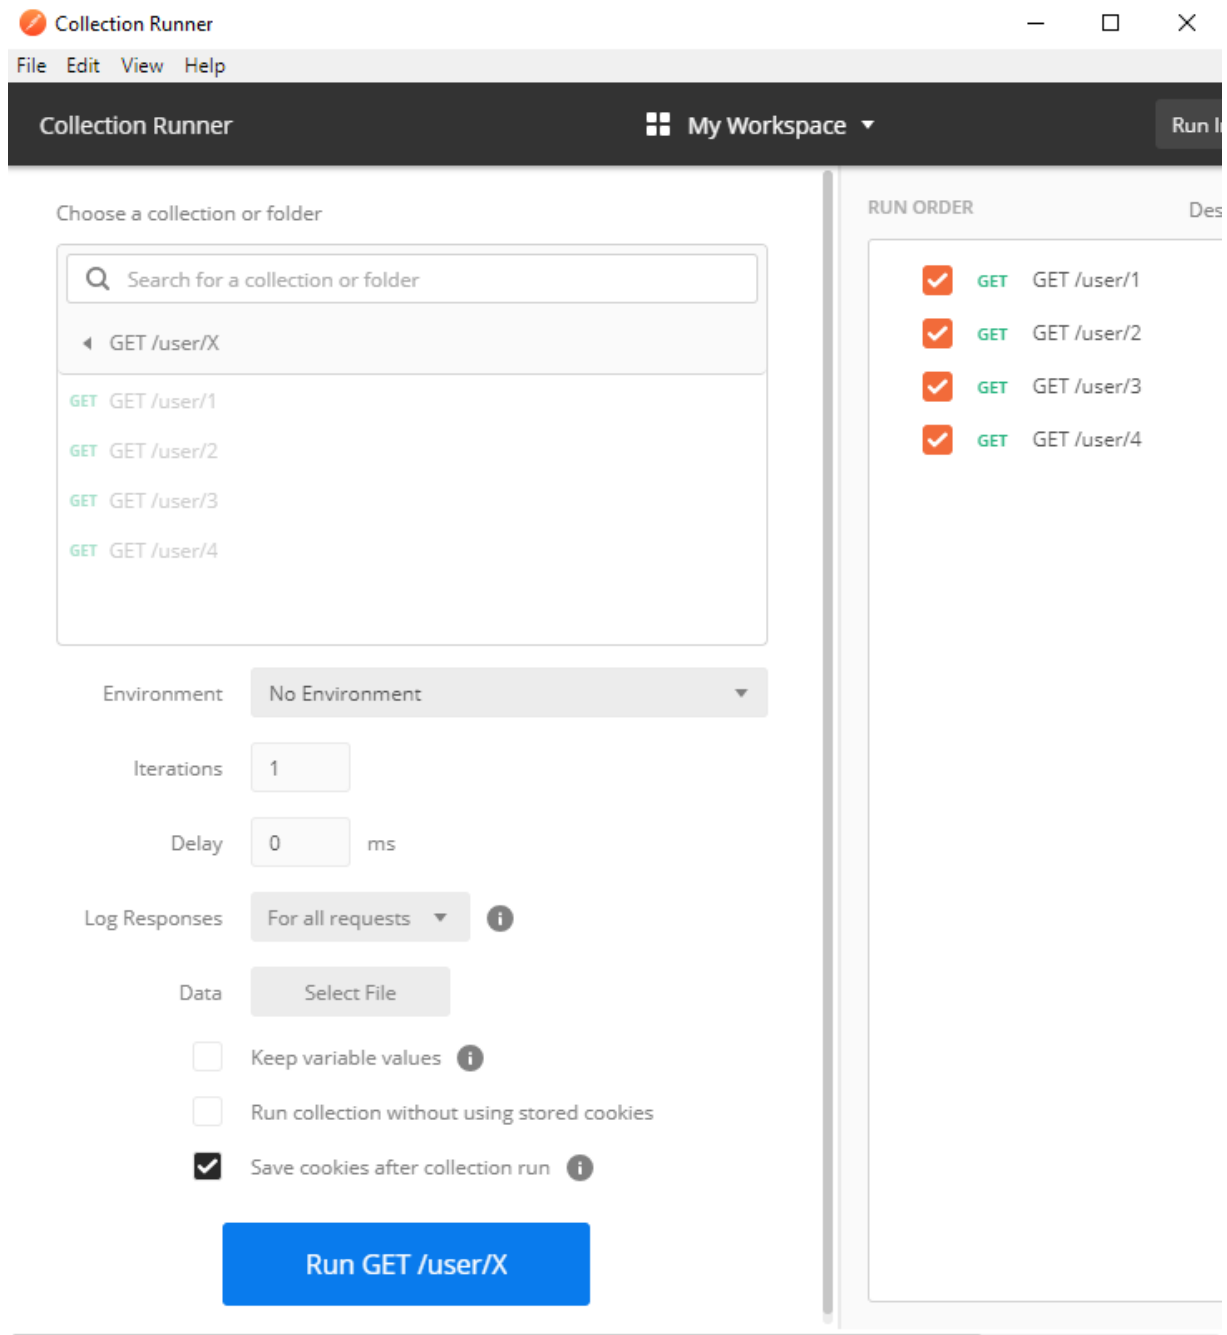 Collection Runner
File Edit View Help
Collection Runner
My Workspace
Run
Choose a collection or folder
Search for a collection or folder
GET /user/X
GET GET /user/1
GET GET /user/2
GET GET /user/3
GET GET /user/4
Environment No Environment
Iterations 1
Delay 0 ms
Log Responses For all requests
Data Select File
Keep variable values
Run collection without using stored cookies
Save cookies after collection run
Run GET /user/X
RUN ORDER
Des
GET GET /user/1
GET GET /user/2
GET GET /user/3
GET GET /user/4